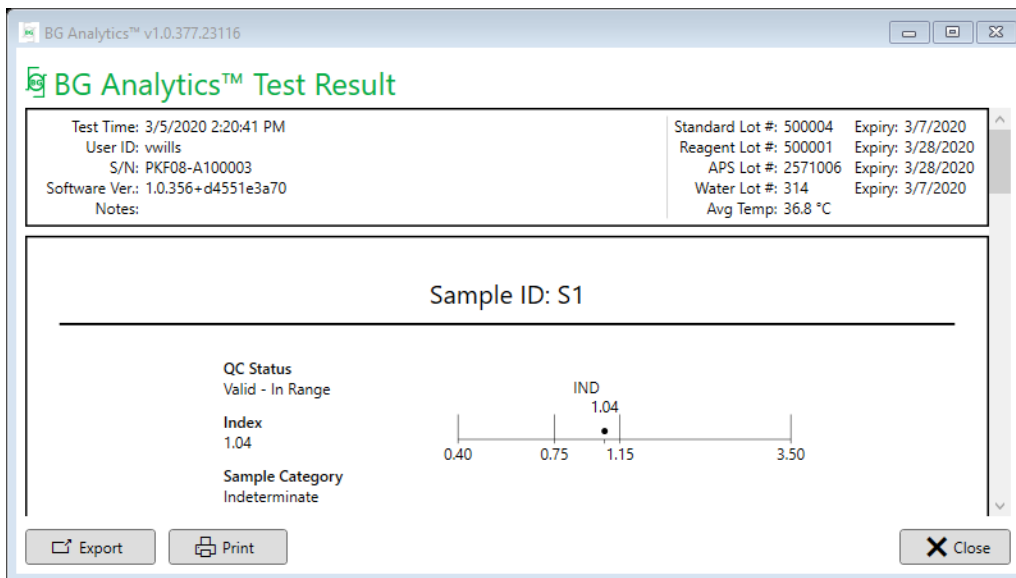 BG Analytics™ v1.0.377.23116
BG Analytics™ Test Result
Test Time: 3/5/2020 2:20:41 PM
User ID: vwills
S/N: PKF08-A100003
Software Ver.: 1.0.356+d4551e3a70
Notes:
Standard Lot #: 500004 Expiry: 3/7/2020
Reagent Lot #: 500001 Expiry: 3/28/2020
APS Lot #: 2571006 Expiry: 3/28/2020
Water Lot #: 314 Expiry: 3/7/2020
Avg Temp: 36.8 °C
Sample ID: S1
QC Status
Valid - In Range
Index
1.04
Sample Category
Indeterminate
IND
1.04
0.40 0.75 1.15 3.50
Export Print Close